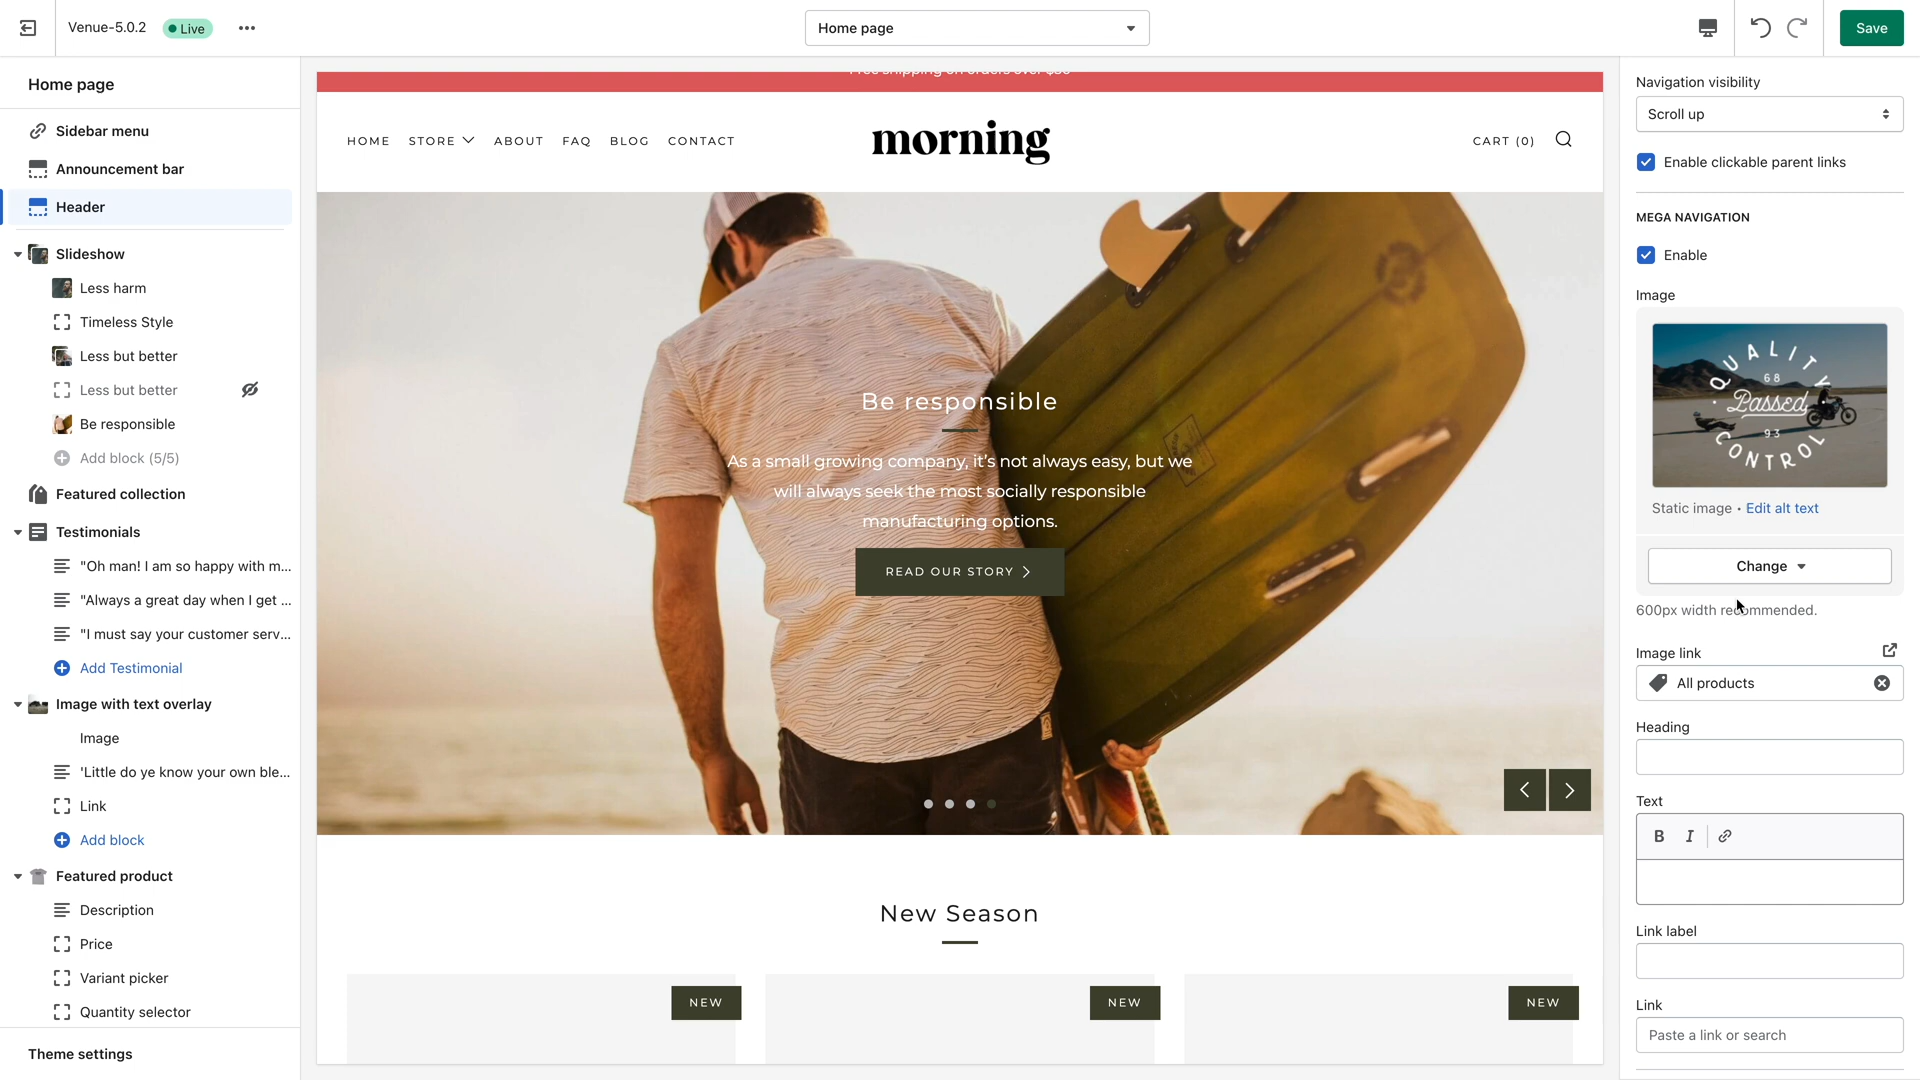 Venue-5.0.2
Live
Home page
Save
Home page
Sidebar menu
Announcement bar
Header
Slideshow
Less harm
Timeless Style
Less but better
Less but better
Be responsible
Add block (5/5)
Featured collection
Testimonials
"Oh man! I am so happy with m...
"Always a great day when I get ...
"I must say your customer serv...
Add Testimonial
Image with text overlay
Image
'Little do ye know your own ble...
Link
Add block
Featured product
Description
Price
Variant picker
Quantity selector
Theme settings
Free shipping on orders over $50
HOME STORE ABOUT FAQ BLOG CONTACT
morning
CART (0)
Be responsible
As a small growing company, it's not always easy, but we
will always seek the most socially responsible
manufacturing options.
READ OUR STORY
New Season
NEW
NEW
NEW
Navigation visibility
Scroll up
Enable clickable parent links
MEGA NAVIGATION
Enable
Image
QUALITY
68
Passed
93
CONTROL
Static image • Edit alt text
Change
600px width recommended.
Image link
All products
Heading
Text
B I
Link label
Link
Paste a link or search